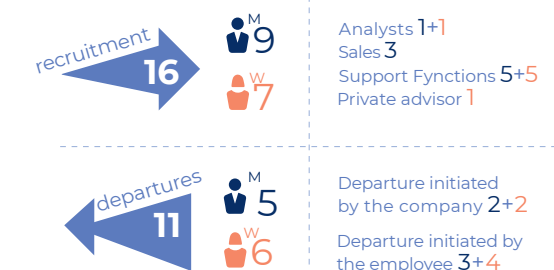 recruitment
16
M
9
W
7
Analysts 1+1
Sales 3
Support Fynctions 5+5
Private advisor 1
departures
11
M
5
W
6
Departure initiated
by the company 2+2
Departure initiated by
the employee 3+4